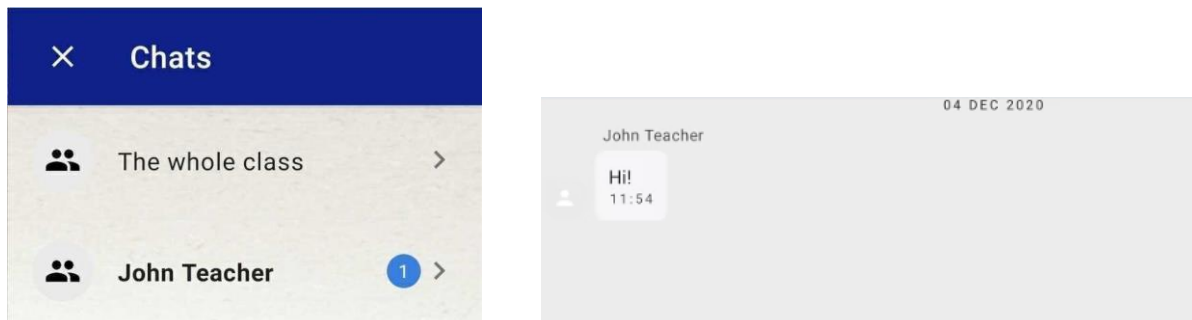 Chats
The whole class
John Teacher
1
04 DEC 2020
John Teacher
Hi!
11:54